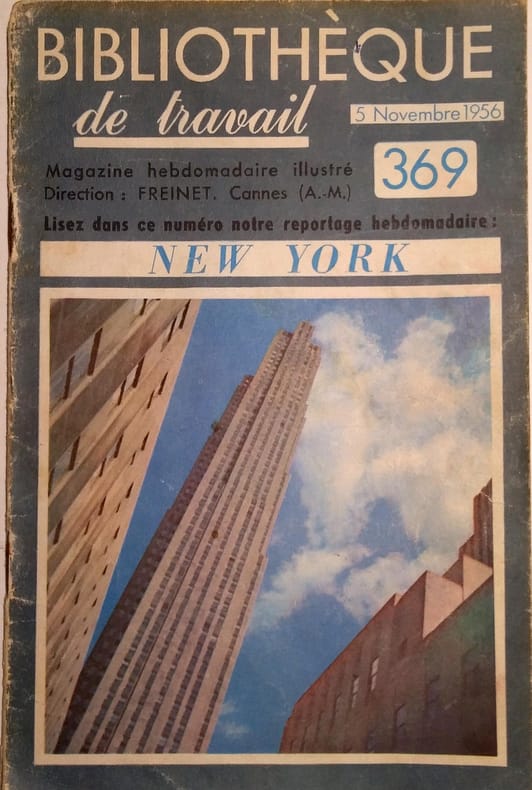 BIBLIOTHÈQUE
de travail
5 Novembre 1956
Magazine hebdomadaire illustré
369
Direction : FREINET. Cannes (A.-M.)
Lisez dans ce numéro notre reportage hebdomadaire :
NEW YORK